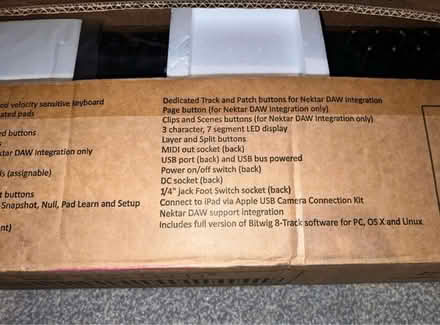 sed velocity sensitive keyboard
ated pads
ed buttons
s
ktar DAW integration only
ds (assignable)
t buttons
Snapshot, Null, Pad Learn and Setup
nt)
Dedicated Track and Patch buttons for Nektar DAW Integration
Page button (for Nektar DAW Integration only)
Clips and Scenes buttons (for Nektar DAW Integration only)
3 character, 7 segment LED display
Layer and Split buttons
MIDI out socket (back)
USB port (back) and USB bus powered
Power on/off switch (back)
DC socket (back)
1/4" jack Foot Switch socket (back)
Connect to iPad via Apple USB Camera Connection Kit
Nektar DAW support integration
Includes full version of Bitwig 8-Track software for PC, OS X and Linux